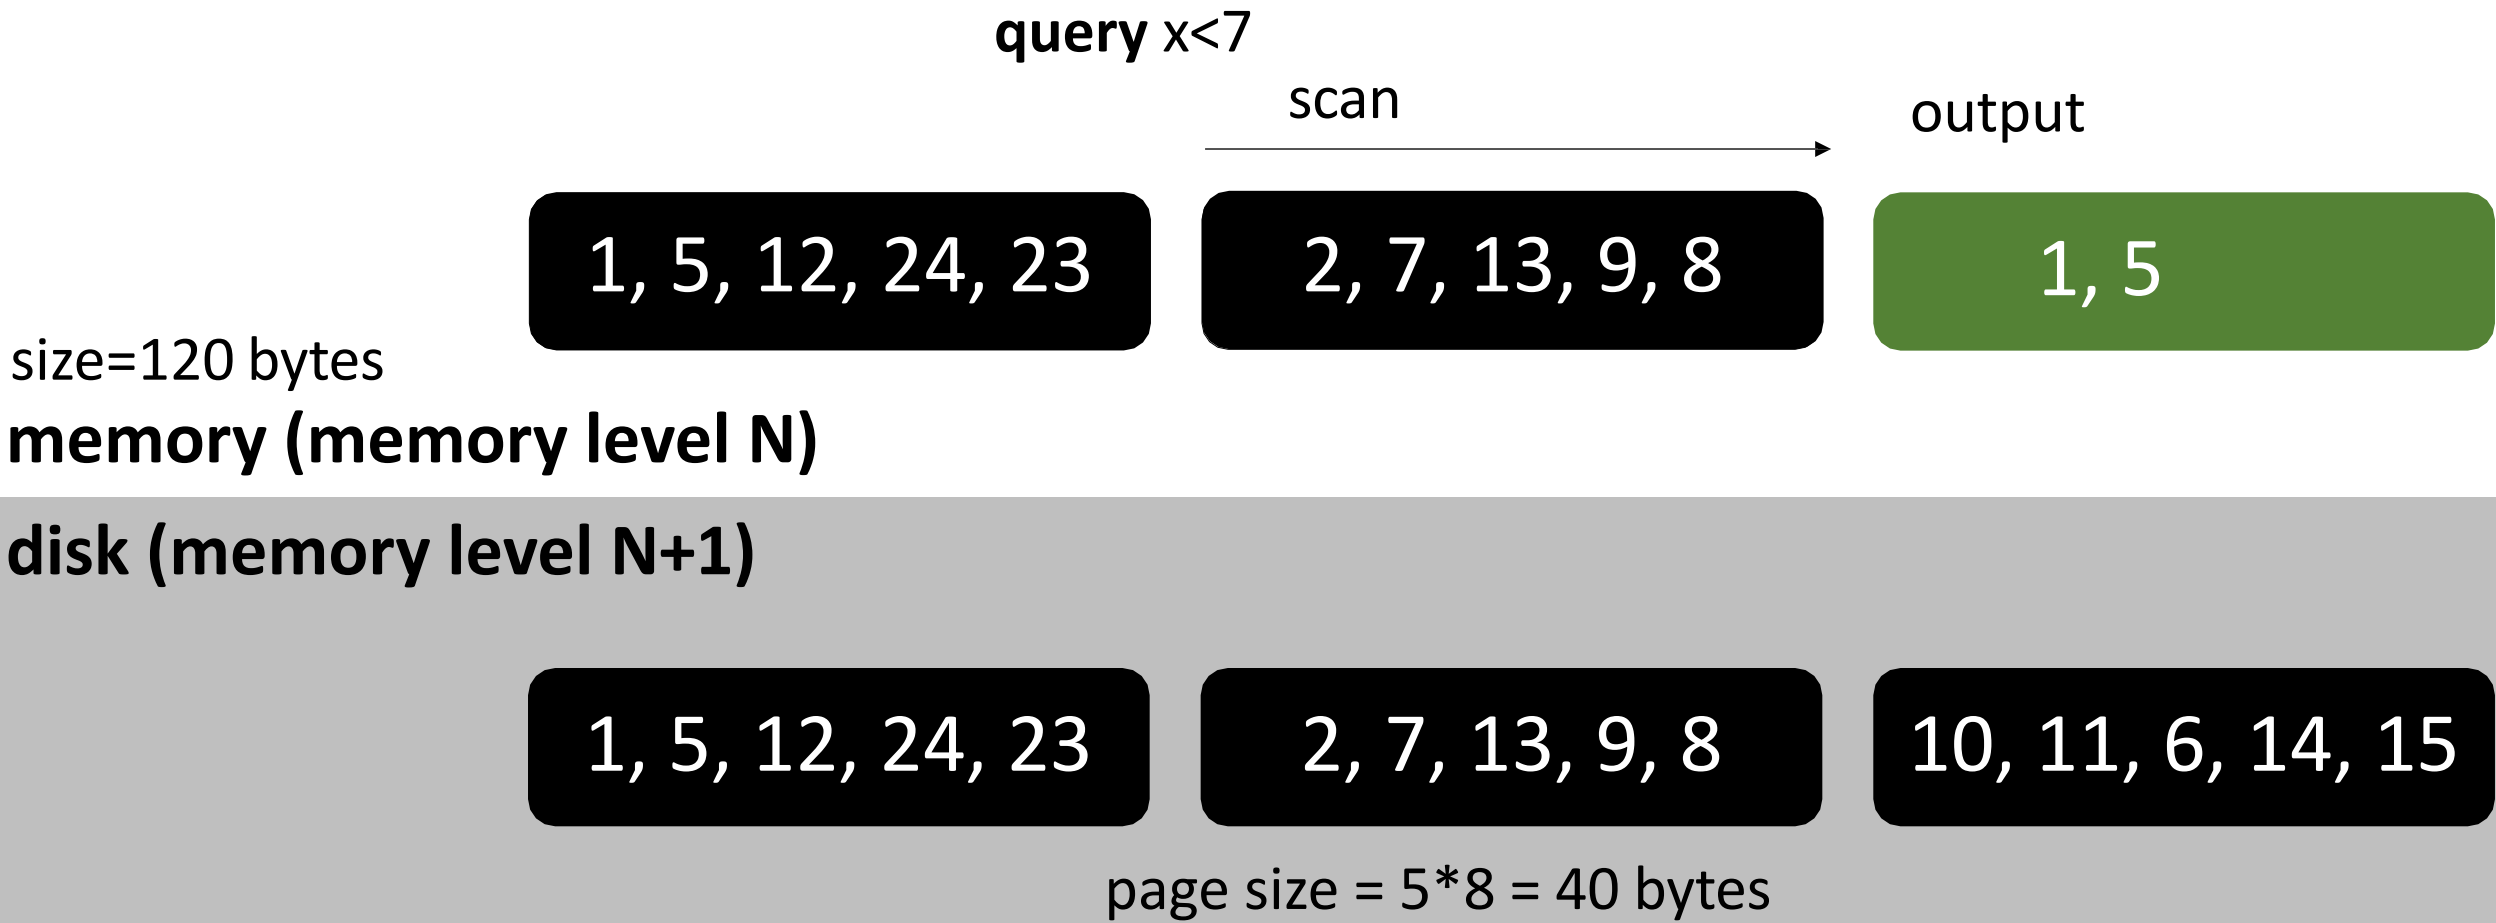 query x<7
scan
output
1, 5, 12, 24, 23
2, 7, 13, 9, 8
1, 5
size=120 bytes
memory (memory level N)
disk (memory level N+1)
1, 5, 12, 24, 23
2, 7, 13, 9, 8
10, 11, 6, 14, 15
page size = 5*8 = 40 bytes